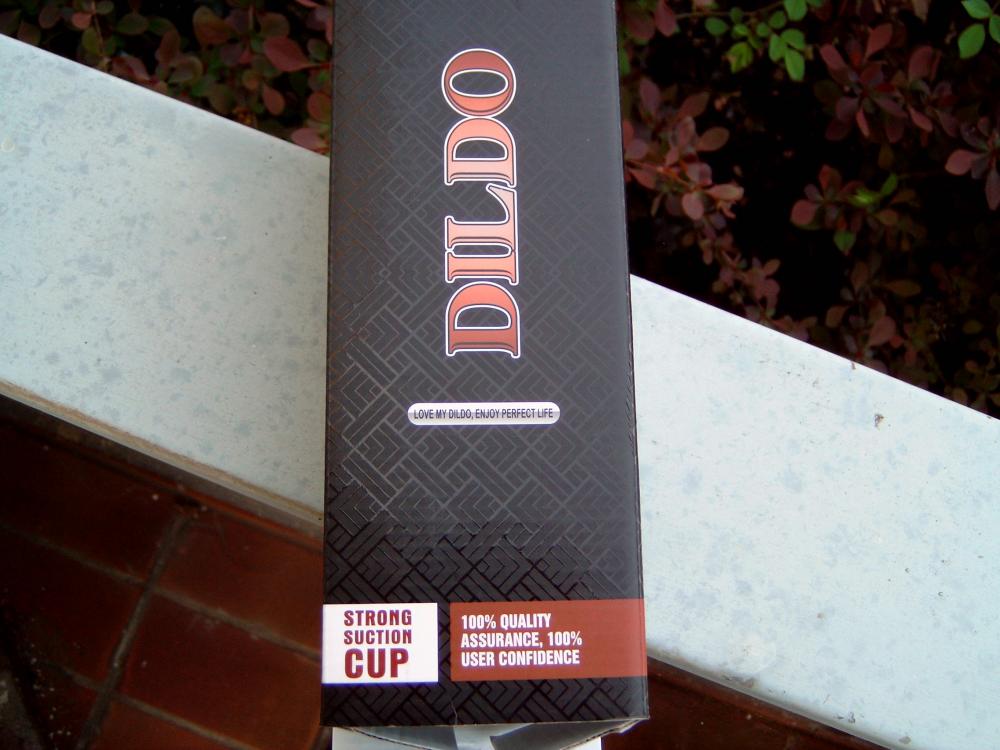 DILDO
LOVE MY DILDO, ENJOY PERFECT LIFE
STRONG
SUCTION
CUP
100% QUALITY
ASSURANCE, 100%
USER CONFIDENCE